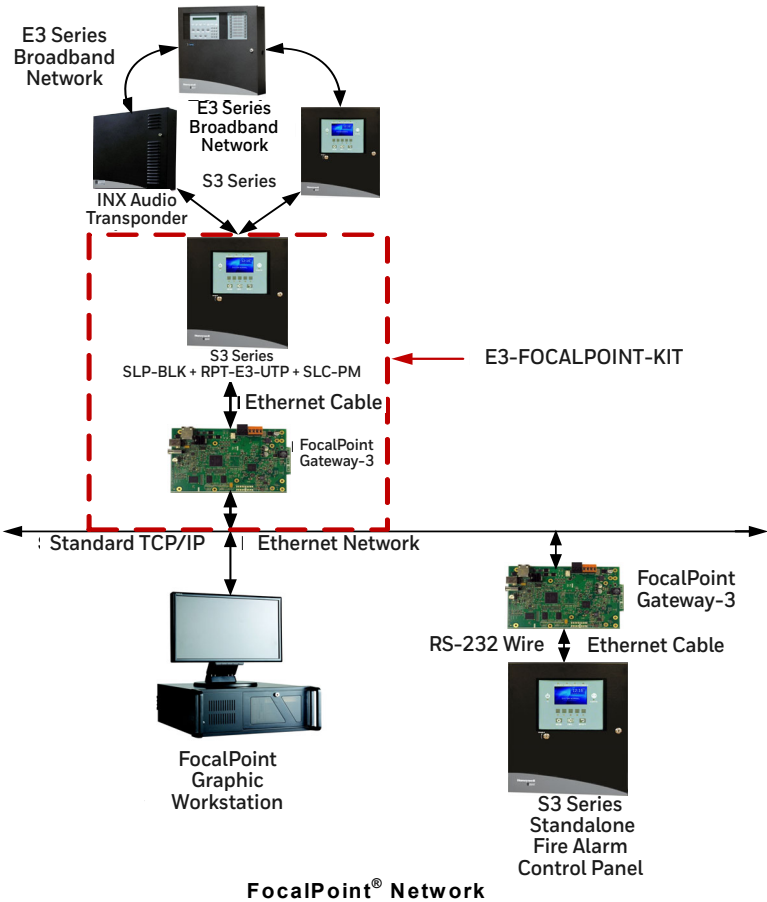 E3 Series
Broadband
Network
E3 Series
Broadband
Network
S3 Series
INX Audio
Transponder
S3 Series
SLP-BLK + RPT-E3-UTP + SLC-PM
E3-FOCALPOINT-KIT
Ethernet Cable
FocalPoint
Gateway-3
Standard TCP/IP
Ethernet Network
FocalPoint
Gateway-3
RS-232 Wire
Ethernet Cable
FocalPoint
Graphic
Workstation
S3 Series
Standalone
Fire Alarm
Control Panel
FocalPoint® Network